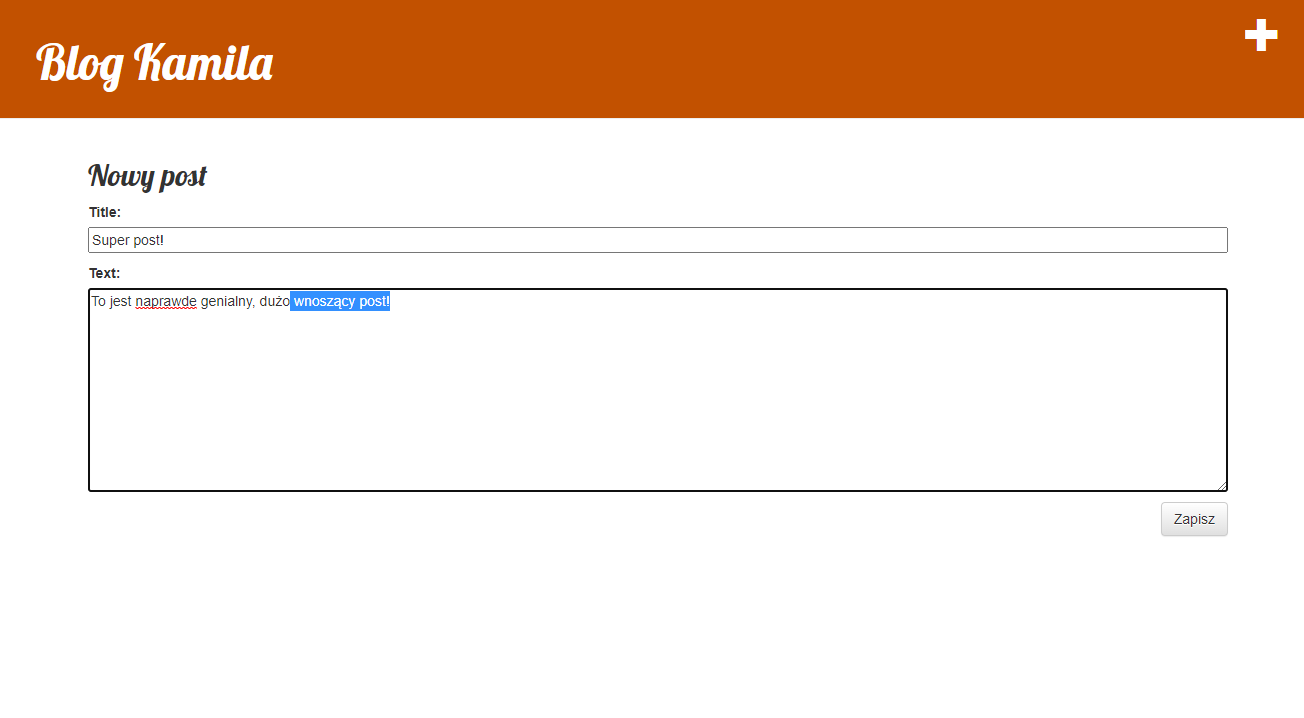 Blog Kamila
Nowy post
Title:
Super post!
Text:
To jest naprawde genialny, dużo wnoszący post!
Zapisz